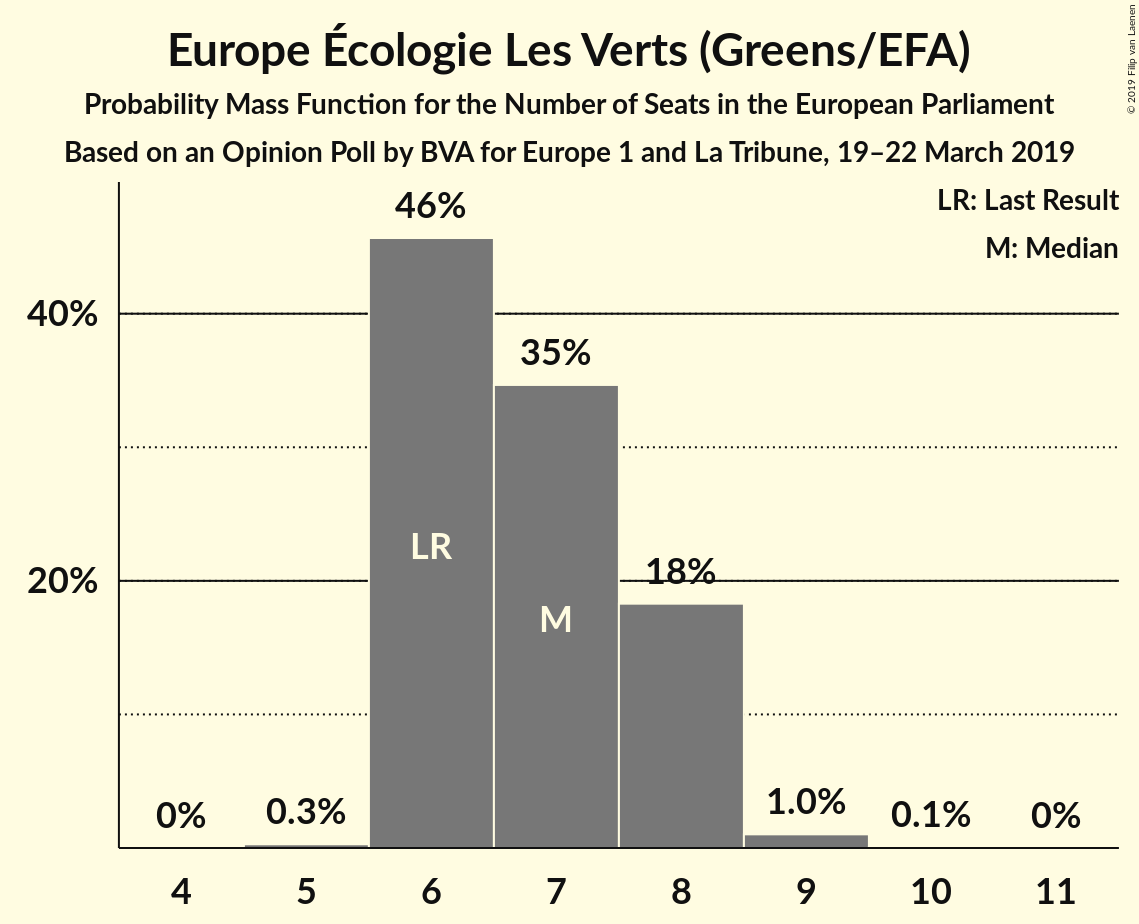 Europe Écologie Les Verts (Greens/EFA)
Probability Mass Function for the Number of Seats in the European Parliament
Based on an Opinion Poll by BVA for Europe 1 and La Tribune, 19–22 March 2019
© 2019 Filip van Laenen
LR: Last Result
M: Median
46%
40%
35%
LR
18%
20%
M
0%
0.3%
1.0%
0.1%
0%
4 5 6 7 8 9 10 11